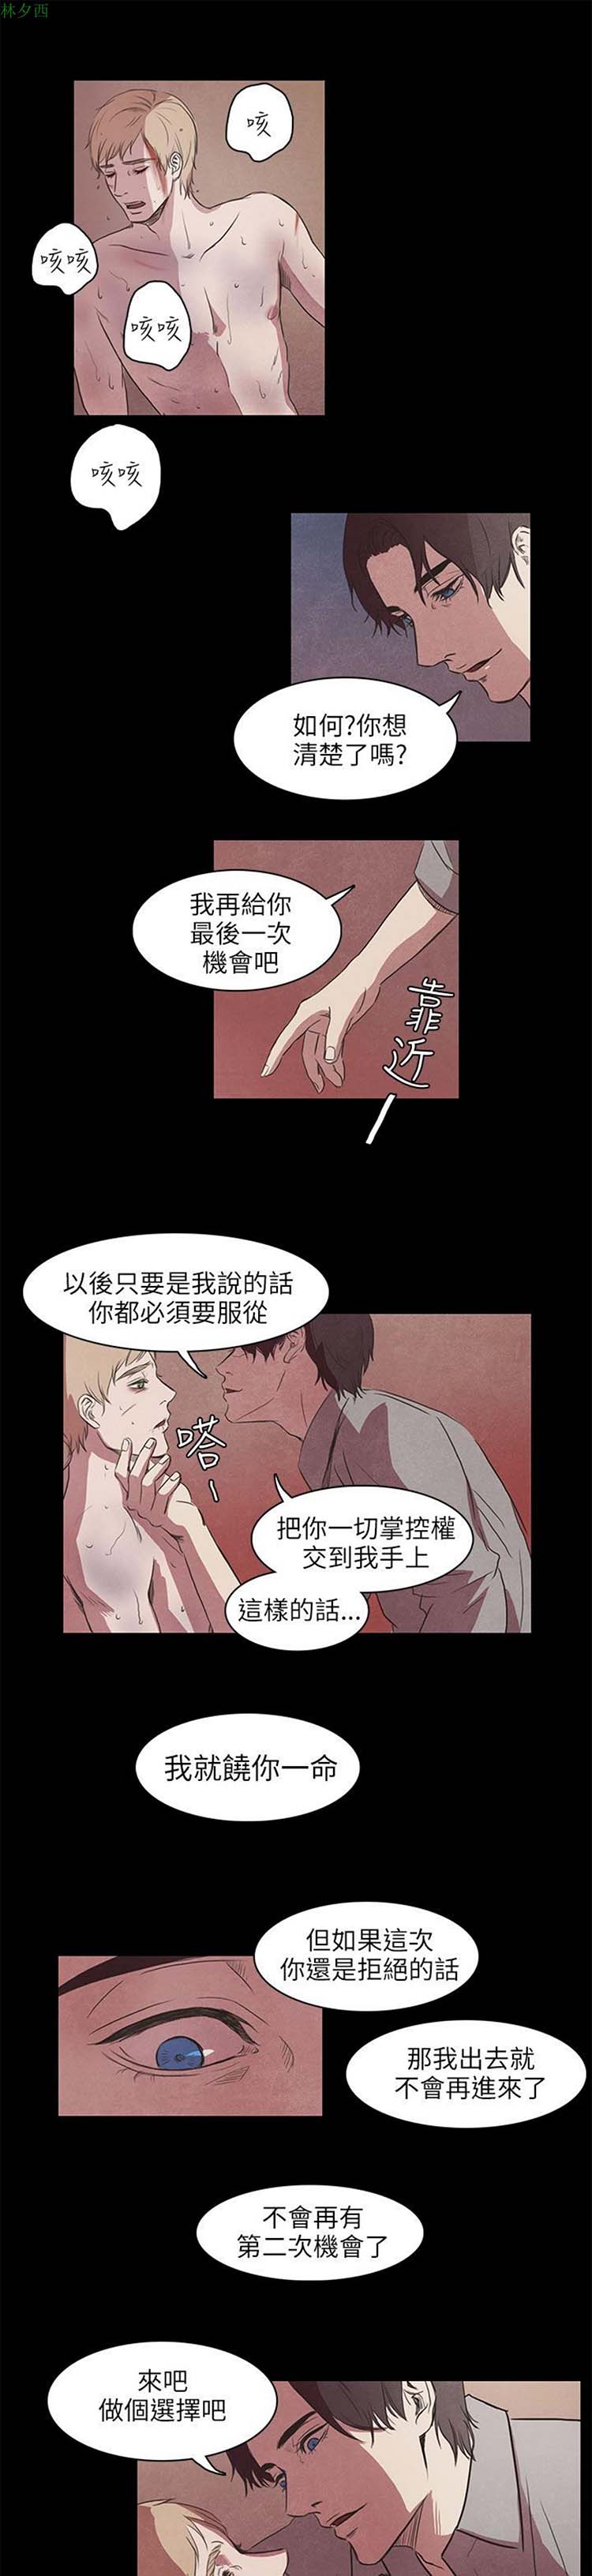 林夕西
咳
咳咳
咳咳
咳咳
如何?你想
清楚了嗎?
我再給你
最後一次
機會吧
靠近
以後只要是我說的話
你都必須要服從
嗒
把你一切掌控權
交到我手上
這樣的話...
我就饒你一命
但如果這次
你還是拒絕的話
那我出去就
不會再進來了
不會再有
第二次機會了
來吧
做個選擇吧